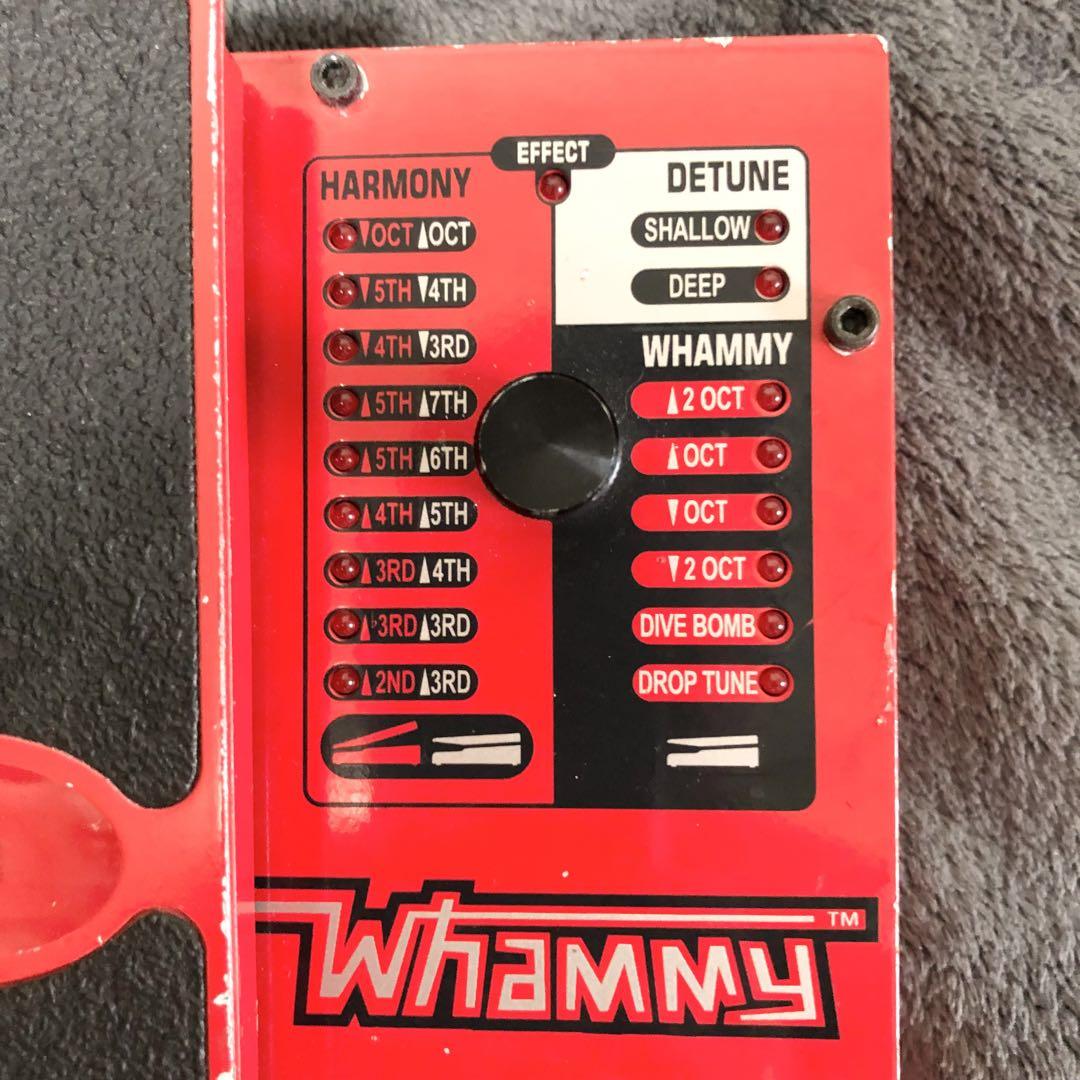 EFFECT
HARMONY
▼OCT ▲OCT
▼5TH ▼4TH
▼4TH ▼3RD
▲5TH ▲7TH
▲5TH ▲6TH
▲4TH ▲5TH
▲3RD ▲4TH
▲♭3RD ▲3RD
▲2ND ▲3RD
DETUNE
SHALLOW
DEEP
WHAMMY
▲2 OCT
▲OCT
▼OCT
▼2 OCT
DIVE BOMB
DROP TUNE
Whammy™